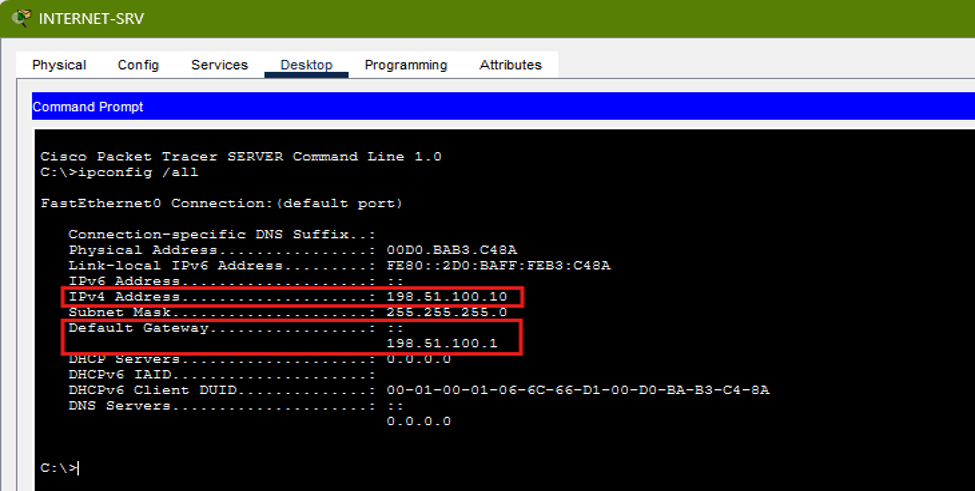 INTERNET-SRV
Physical Config Services Desktop Programming Attributes
Command Prompt
Cisco Packet Tracer SERVER Command Line 1.0
C:\>ipconfig /all
FastEthernet0 Connection:(default port)
Connection-specific DNS Suffix..:
Physical Address................: 00D0.BAB3.C48A
Link-local IPv6 Address.........: FE80::2D0:BAFF:FEB3:C48A
IPv6 Address....................: ::
IPv4 Address....................: 198.51.100.10
Subnet Mask.....................: 255.255.255.0
Default Gateway.................: ::
198.51.100.1
DHCP Servers....................: 0.0.0.0
DHCPv6 IAID.....................:
DHCPv6 Client DUID..............: 00-01-00-01-06-6C-66-D1-00-D0-BA-B3-C4-8A
DNS Servers.....................: ::
0.0.0.0
C:\>